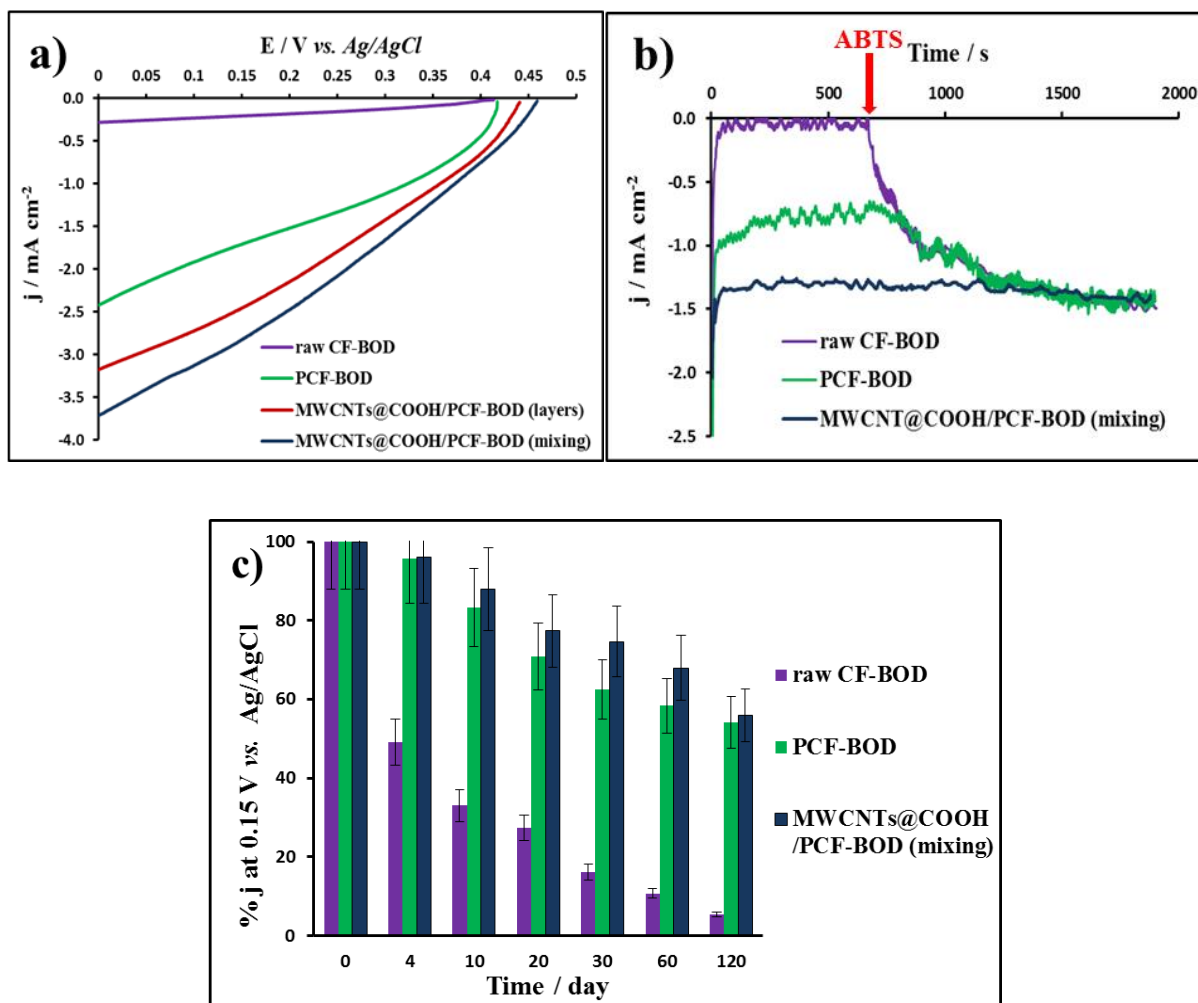 a)
E / V vs. Ag/AgCl
0 0.05 0.1 0.15 0.2 0.25 0.3 0.35 0.4 0.45 0.5
0.0
-0.5
-1.0
-1.5
-2.0
-2.5
-3.0
-3.5
-4.0
j / mA cm⁻²
raw CF-BOD
PCF-BOD
MWCNTs@COOH/PCF-BOD (layers)
MWCNTs@COOH/PCF-BOD (mixing)
b)
ABTS
Time / s
0 500 1000 1500 2000
0.0
-0.5
-1.0
-1.5
-2.0
-2.5
j / mA cm⁻²
raw CF-BOD
PCF-BOD
MWCNT@COOH/PCF-BOD (mixing)
c)
100
80
60
40
20
0
% j at 0.15 V vs. Ag/AgCl
0 4 10 20 30 60 120
Time / day
raw CF-BOD
PCF-BOD
MWCNTs@COOH
/PCF-BOD (mixing)